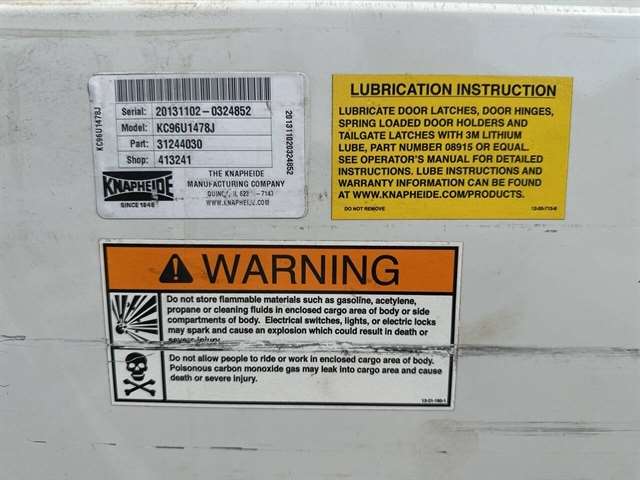 KC96U1478J
Serial: 20131102-0324852
Model: KC96U1478J
Part: 31244030
Shop: 413241
201311020324852
KNAPHEIDE
SINCE 1848
THE KNAPHEIDE
MANUFACTURING COMPANY
QUINCY, IL
WWW.KNAPHEIDE.COM
LUBRICATION INSTRUCTION
LUBRICATE DOOR LATCHES, DOOR HINGES,
SPRING LOADED DOOR HOLDERS AND
TAILGATE LATCHES WITH 3M LITHIUM
LUBE, PART NUMBER 08915 OR EQUAL.
SEE OPERATOR'S MANUAL FOR DETAILED
INSTRUCTIONS. LUBE INSTRUCTIONS AND
WARRANTY INFORMATION CAN BE FOUND
AT WWW.KNAPHEIDE.COM/PRODUCTS.
DO NOT REMOVE
WARNING
Do not store flammable materials such as gasoline, acetylene,
propane or cleaning fluids in enclosed cargo area of body or side
compartments of body. Electrical switches, lights, or electric locks
may spark and cause an explosion which could result in death or
severe injury.
Do not allow people to ride or work in enclosed cargo area of body.
Poisonous carbon monoxide gas may leak into cargo area and cause
death or severe injury.